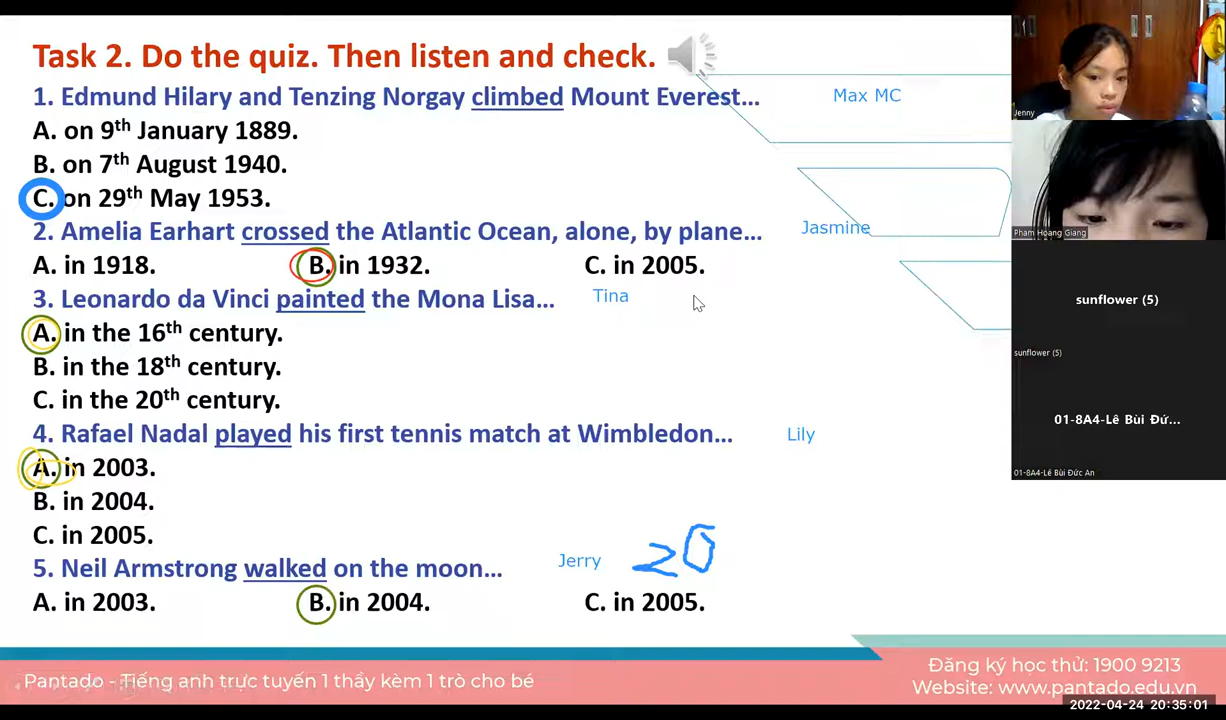 Task 2. Do the quiz. Then listen and check.
1. Edmund Hilary and Tenzing Norgay climbed Mount Everest... Max MC
A. on 9th January 1889.
B. on 7th August 1940.
C. on 29th May 1953.
2. Amelia Earhart crossed the Atlantic Ocean, alone, by plane... Jasmine
A. in 1918. B. in 1932. C. in 2005.
3. Leonardo da Vinci painted the Mona Lisa... Tina
A. in the 16th century.
B. in the 18th century.
C. in the 20th century.
4. Rafael Nadal played his first tennis match at Wimbledon... Lily
A. in 2003.
B. in 2004.
C. in 2005.
5. Neil Armstrong walked on the moon... Jerry 20
A. in 2003. B. in 2004. C. in 2005.
Pantado - Tiếng anh trực tuyến 1 thầy kèm 1 trò cho bé
Đăng ký học thử: 1900 9213
Website: www.pantado.edu.vn
2022-04-24 20:35:01
Jenny
Pham Hoang Giang
sunflower (5)
sunflower (5)
01-8A4-Lê Bùi Đứ...
01-8A4-Lê Bùi Đức An